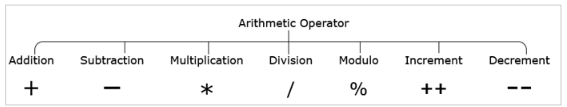 Arithmetic Operator
Addition Subtraction Multiplication Division Modulo Increment Decrement
+ − * / % ++ −−